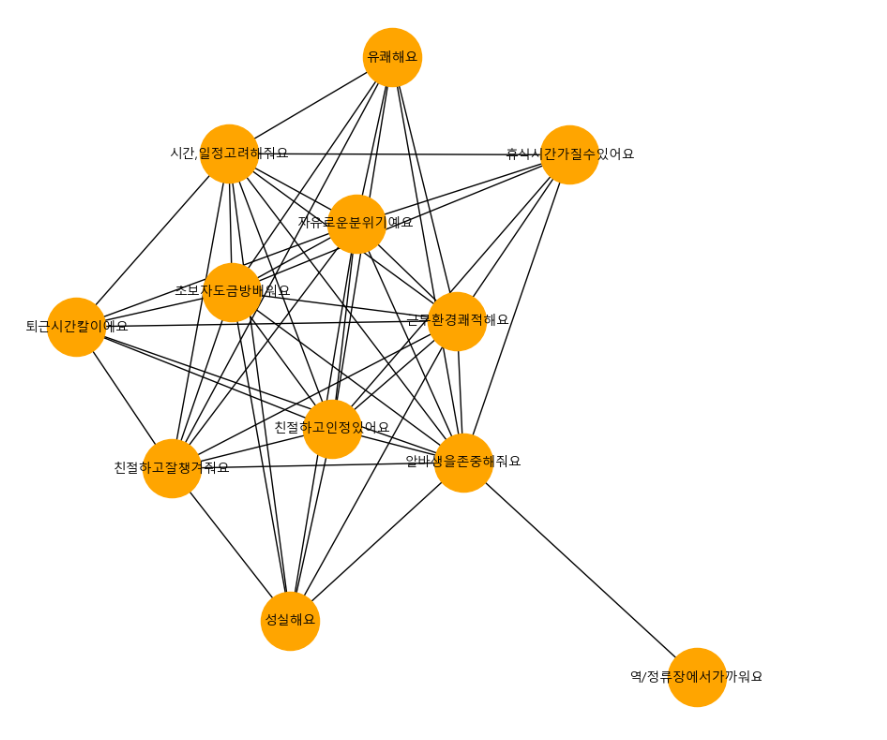 유쾌해요
시간,일정고려해줘요
휴식시간가질수있어요
자유로운분위기예요
초보자도금방배워요
근무환경쾌적해요
퇴근시간칼이에요
친절하고인정있어요
알바생을존중해줘요
친절하고잘챙겨줘요
성실해요
역/정류장에서가까워요